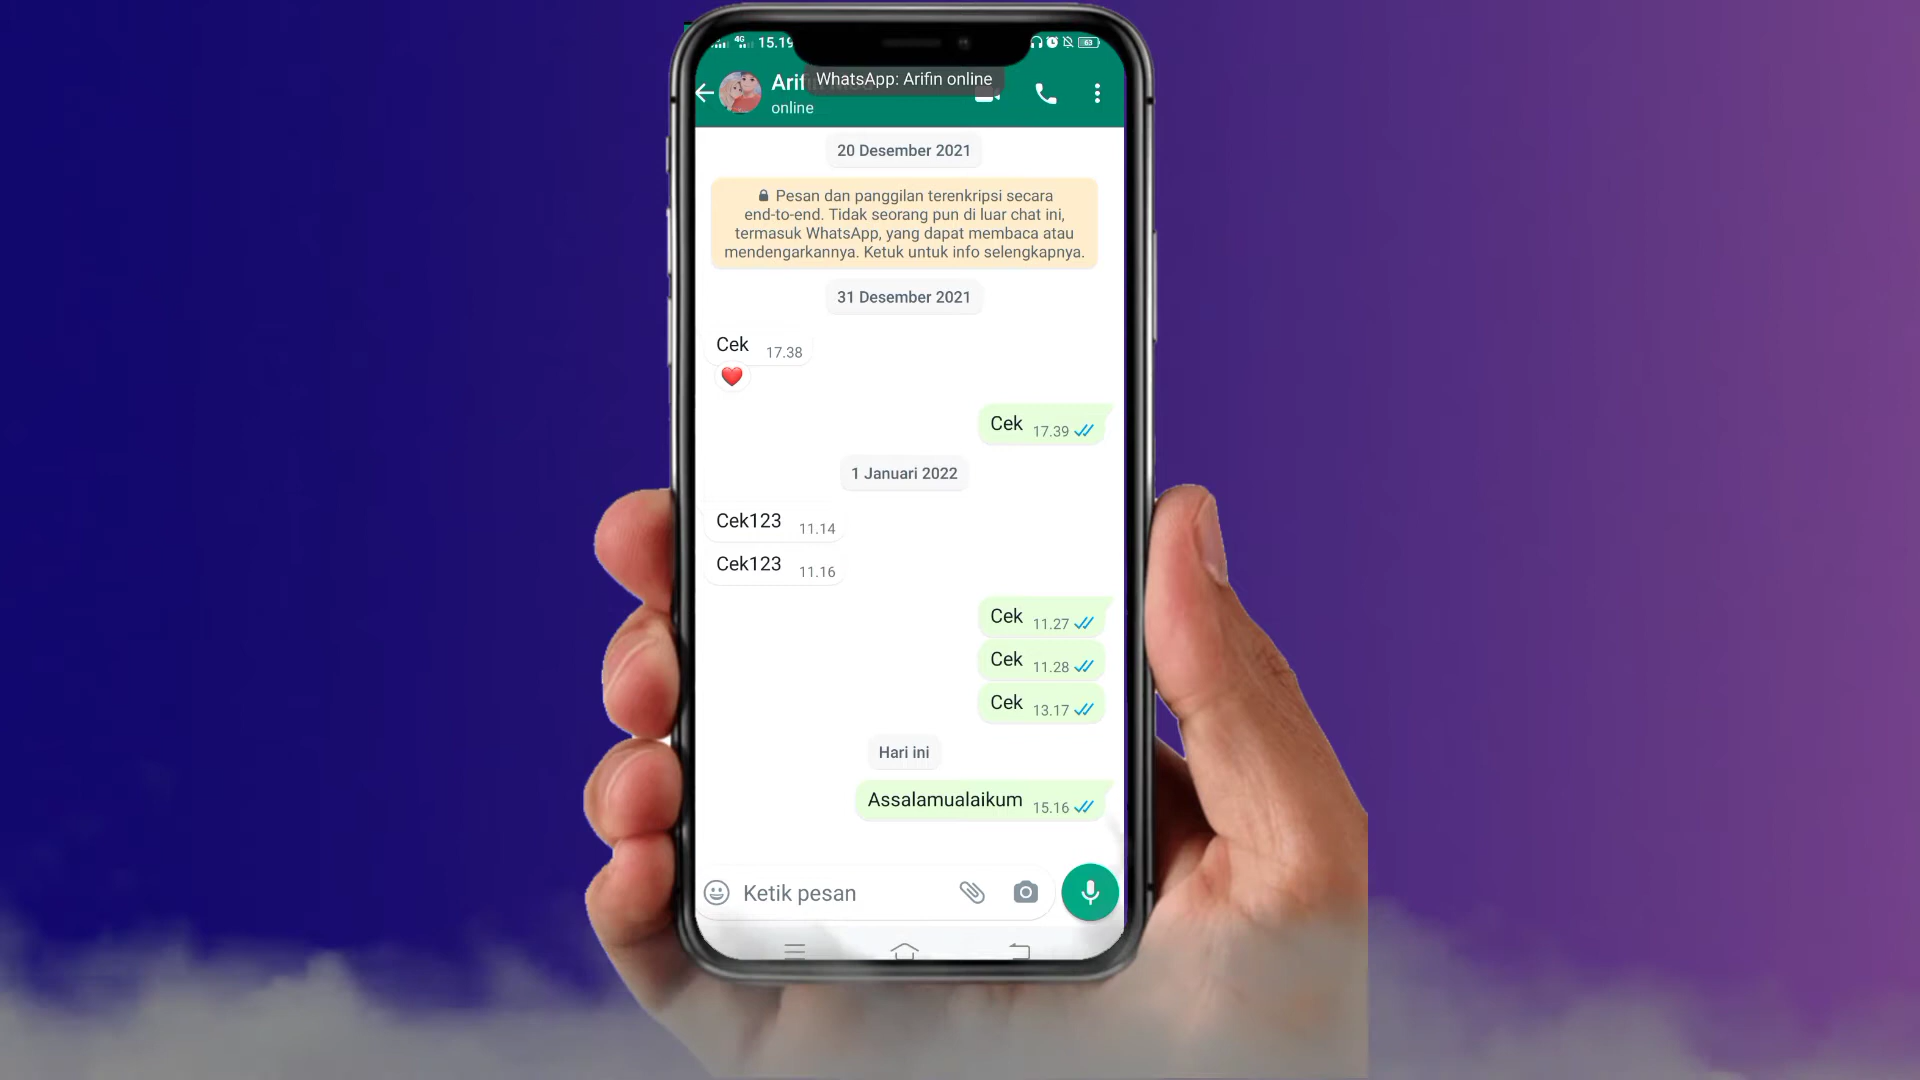 4G 15.19
63
WhatsApp: Arifin online
online
20 Desember 2021
Pesan dan panggilan terenkripsi secara
end-to-end. Tidak seorang pun di luar chat ini,
termasuk WhatsApp, yang dapat membaca atau
mendengarkannya. Ketuk untuk info selengkapnya.
31 Desember 2021
Cek 17.38
Cek 17.39
1 Januari 2022
Cek123 11.14
Cek123 11.16
Cek 11.27
Cek 11.28
Cek 13.17
Hari ini
Assalamualaikum 15.16
Ketik pesan